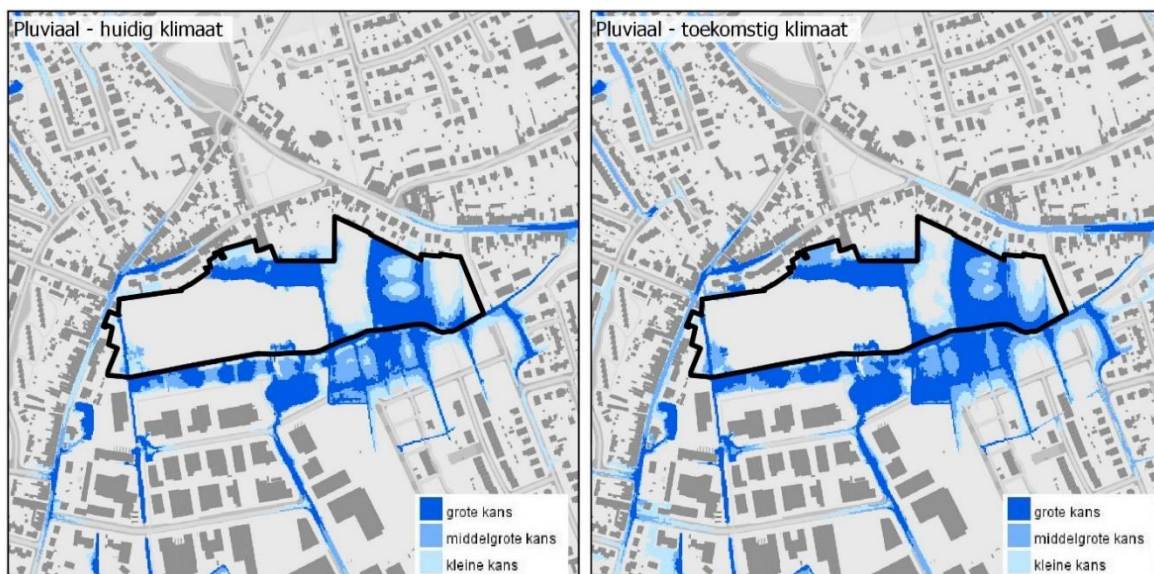 Pluviaal - huidig klimaat
grote kans
middelgrote kans
kleine kans
Pluviaal - toekomstig klimaat
grote kans
middelgrote kans
kleine kans